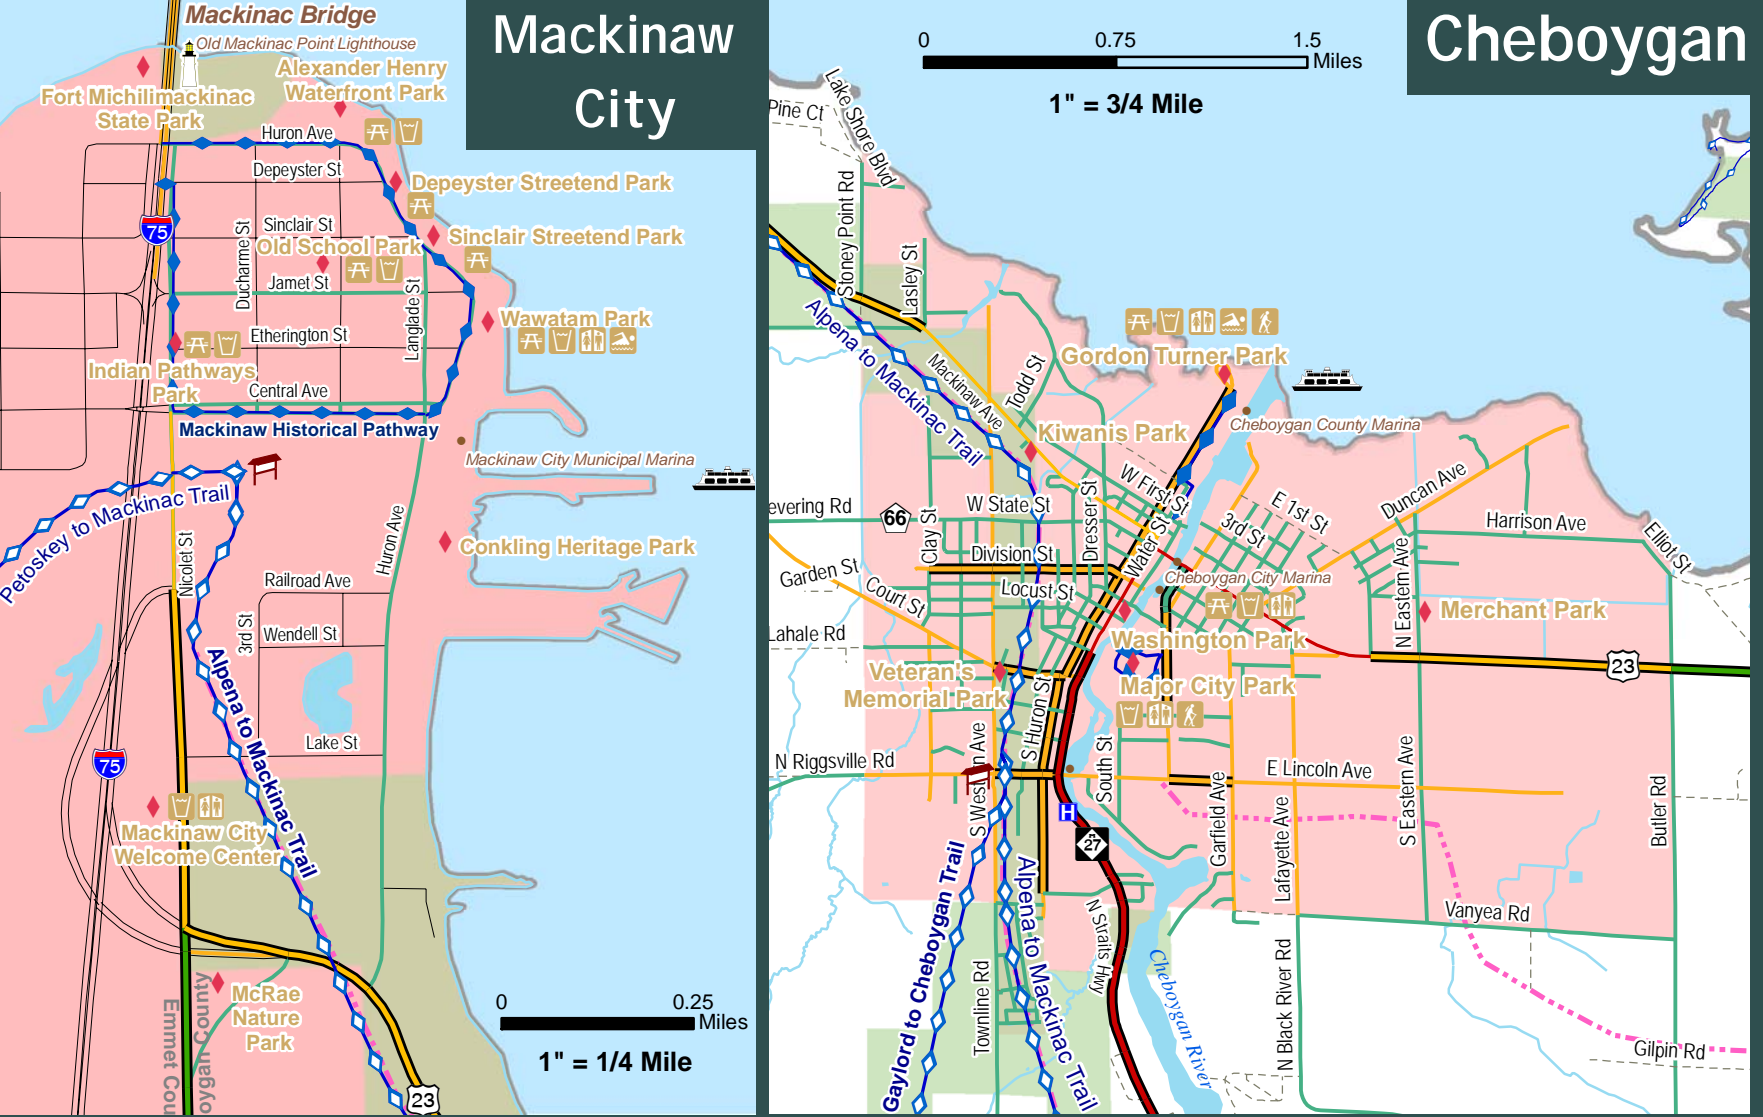 Mackinac Bridge
Old Mackinac Point Lighthouse
Mackinaw
City
Fort Michilimackinac
State Park
Alexander Henry
Waterfront Park
Huron Ave
Depeyster St
Depeyster Streetend Park
75
Ducharme St
Sinclair St
Old School Park
Sinclair Streetend Park
Jamet St
Langlade St
Etherington St
Wawatam Park
Indian Pathways
Park
Central Ave
Mackinaw Historical Pathway
Mackinaw City Municipal Marina
Petoskey to Mackinac Trail
Nicolet St
Huron Ave
Conkling Heritage Park
Railroad Ave
3rd St
Wendell St
Alpena to Mackinac Trail
Lake St
75
Mackinaw City
Welcome Center
McRae
Nature
Park
Emmet Cou
oygan County
0 0.25
Miles
1" = 1/4 Mile
23
Cheboygan
0 0.75 1.5
Miles
1" = 3/4 Mile
Pine Ct
Lake Shore Blvd
Stoney Point Rd
Lasley St
Alpena to Mackinac Trail
Mackinaw Ave
Todd St
Gordon Turner Park
Cheboygan County Marina
Kiwanis Park
W First St
E 1st St
3rd St
Duncan Ave
Harrison Ave
Elliot St
evering Rd
66
W State St
Clay St
Dresser St
Water St
Division St
Garden St
Court St
Locust St
Cheboygan City Marina
N Eastern Ave
Merchant Park
Lahale Rd
Washington Park
Veteran's
Memorial Park
Major City Park
23
S Huron St
N Riggsville Rd
S Western Ave
South St
E Lincoln Ave
Garfield Ave
Lafayette Ave
S Eastern Ave
Butler Rd
H
27
Gaylord to Cheboygan Trail
Alpena to Mackinac Trail
N Straits Hwy
Vanyea Rd
Townline Rd
Cheboygan River
N Black River Rd
Gilpin Rd